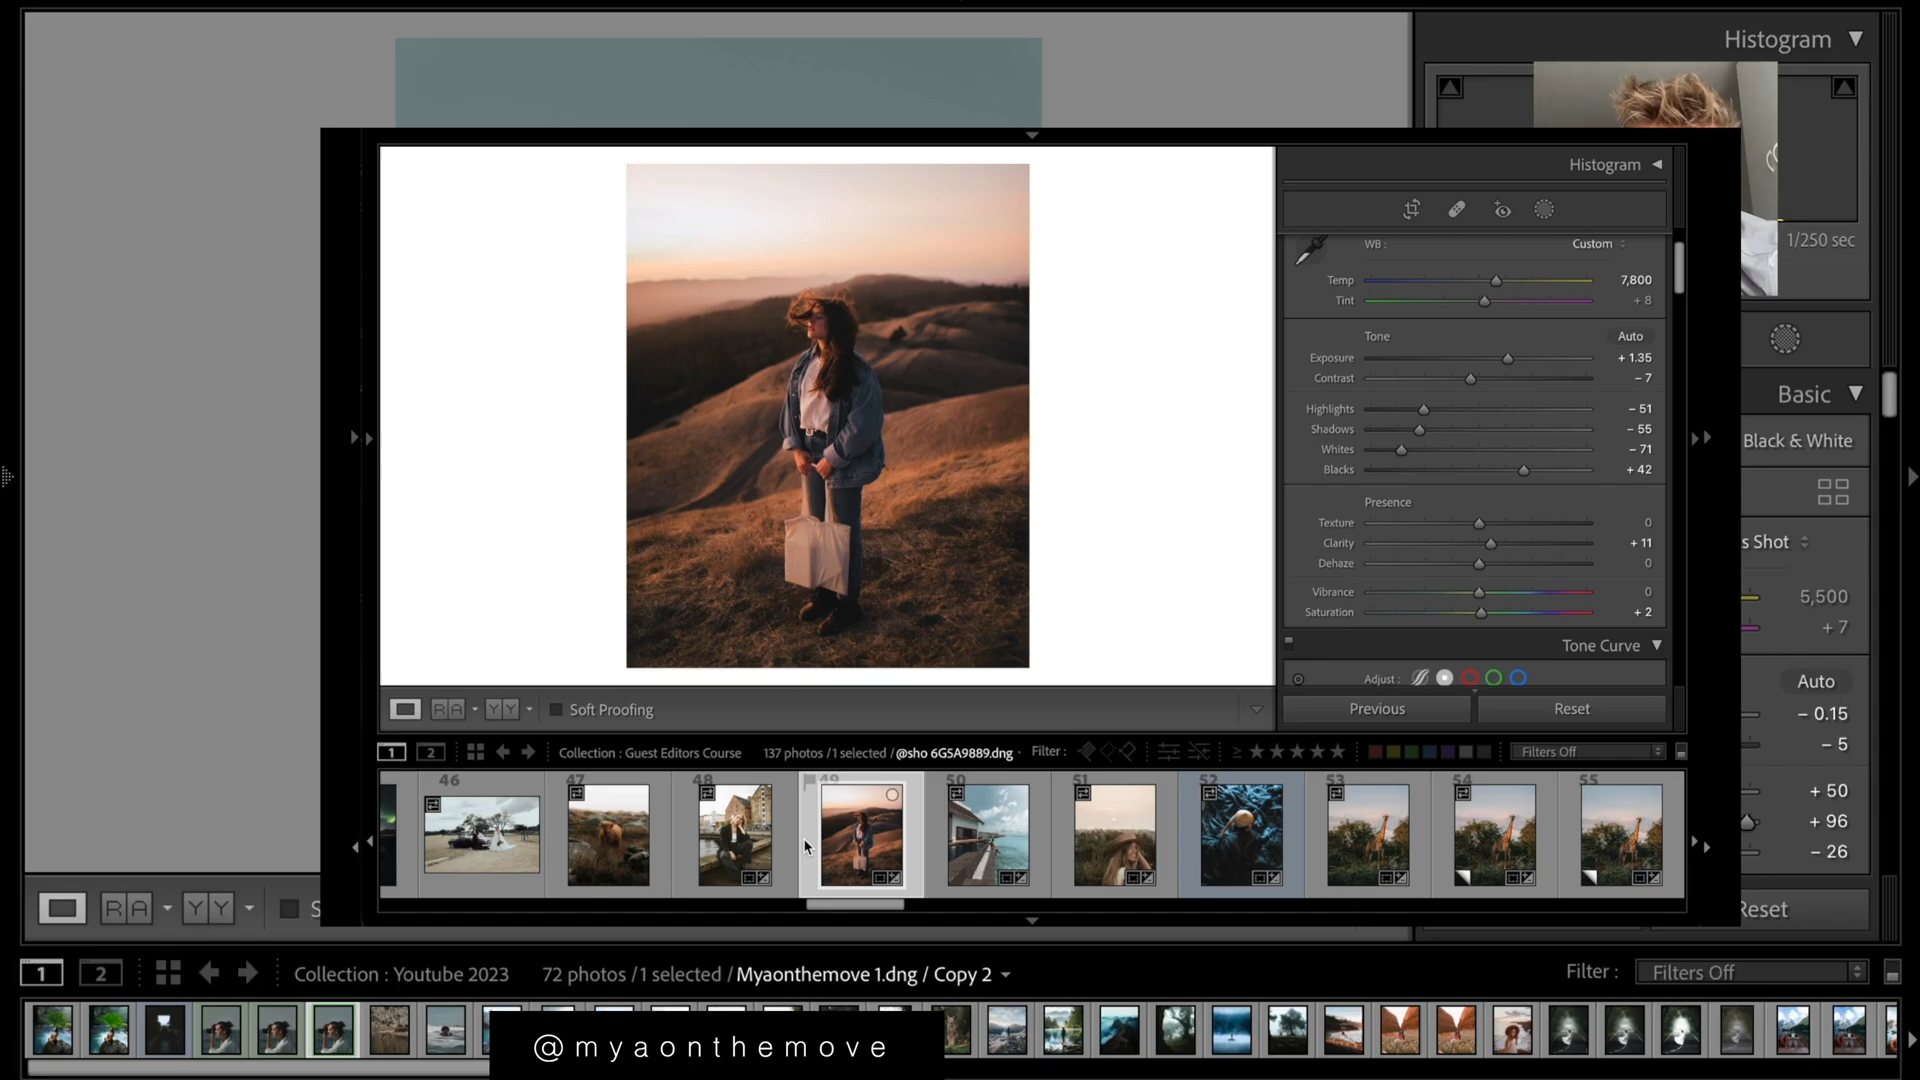 Histogram
Histogram
WB : Custom
Temp 7,800
Tint + 8
1/250 sec
Tone Auto
Exposure + 1.35
Contrast - 7
Highlights - 51
Shadows - 55
Whites - 71
Blacks + 42
Presence
Texture 0
Clarity + 11
Dehaze 0
Vibrance 0
Saturation + 2
Tone Curve
Adjust :
Previous Reset
Basic
Black & White
s Shot
5,500
+ 7
Auto
- 0.15
- 5
+ 50
+ 96
- 26
Reset
R A Y Y Soft Proofing
1 2 Collection : Guest Editors Course 137 photos / 1 selected / @sho 6G5A9889.dng Filter : Filters Off
46 47 48 49 50 51 52 53 54 55
R A Y Y S
1 2 Collection : Youtube 2023 72 photos / 1 selected / Myaonthemove 1.dng / Copy 2 Filter : Filters Off
@myaonthemove